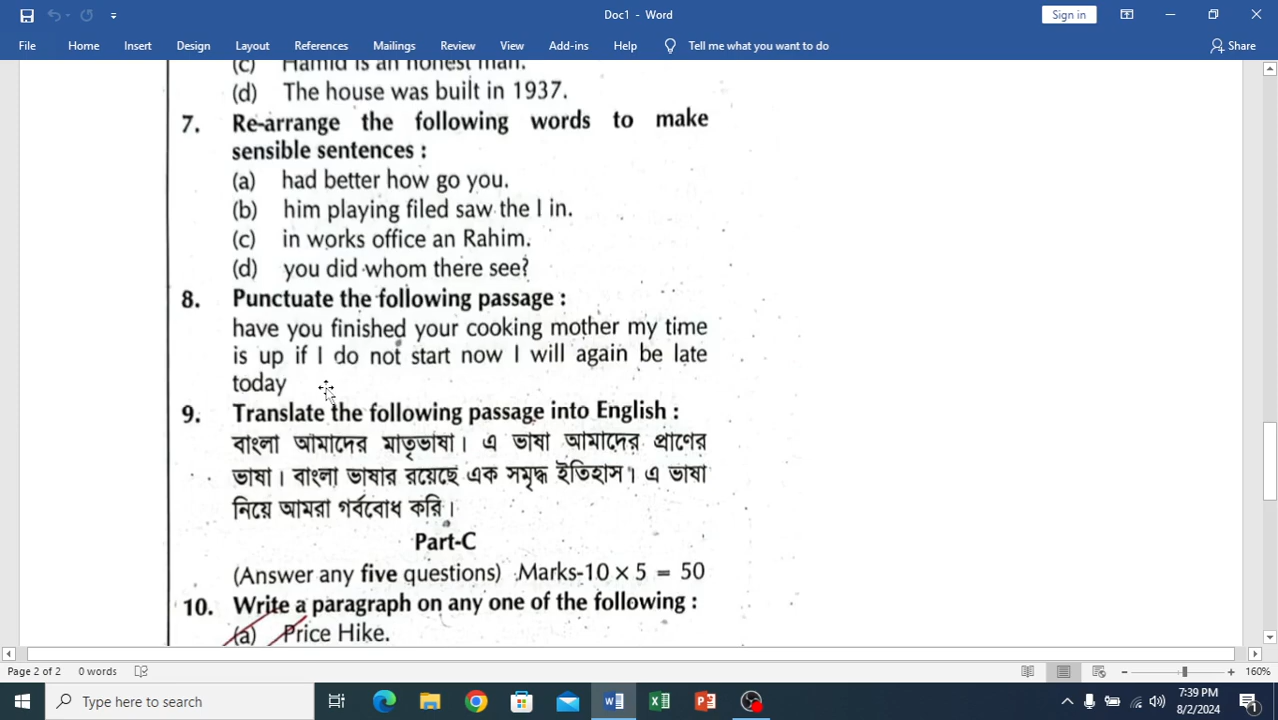 Doc1 - Word
Sign in
File Home Insert Design Layout References Mailings Review View Add-ins Help Tell me what you want to do Share
(c) Hamid is an honest man.
(d) The house was built in 1937.
7. Re-arrange the following words to make
sensible sentences :
(a) had better how go you.
(b) him playing filed saw the I in.
(c) in works office an Rahim.
(d) you did whom there see?
8. Punctuate the following passage :
have you finished your cooking mother my time
is up if I do not start now I will again be late
today
9. Translate the following passage into English :
বাংলা আমাদের মাতৃভাষা। এ ভাষা আমাদের প্রাণের
ভাষা। বাংলা ভাষার রয়েছে এক সমৃদ্ধ ইতিহাস। এ ভাষা
নিয়ে আমরা গর্ববোধ করি।
Part-C
(Answer any five questions) Marks-10 × 5 = 50
10. Write a paragraph on any one of the following :
(a) Price Hike.
Page 2 of 2 0 words 160%
Type here to search
7:39 PM
8/2/2024
1